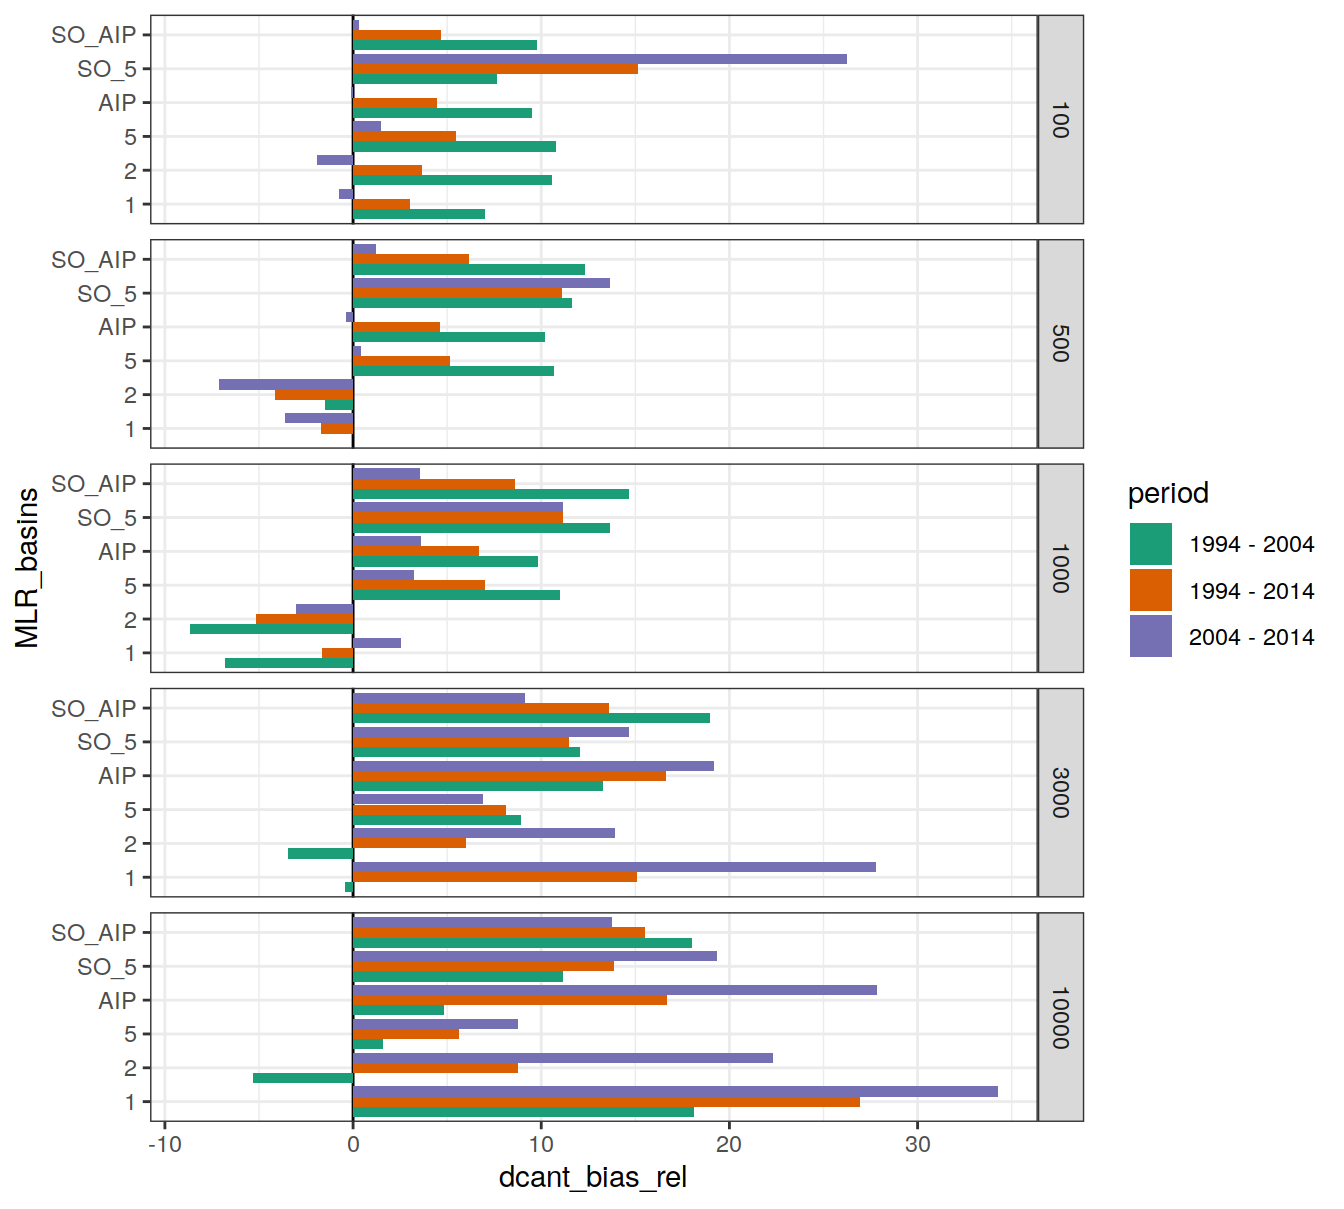 SO_AIP
SO_5
AIP
5
2
1
100
SO_AIP
SO_5
AIP
5
2
1
500
SO_AIP
SO_5
AIP
5
2
1
1000
SO_AIP
SO_5
AIP
5
2
1
3000
SO_AIP
SO_5
AIP
5
2
1
10000
-10
0
10
20
30
dcant_bias_rel
MLR_basins
period
1994 - 2004
1994 - 2014
2004 - 2014